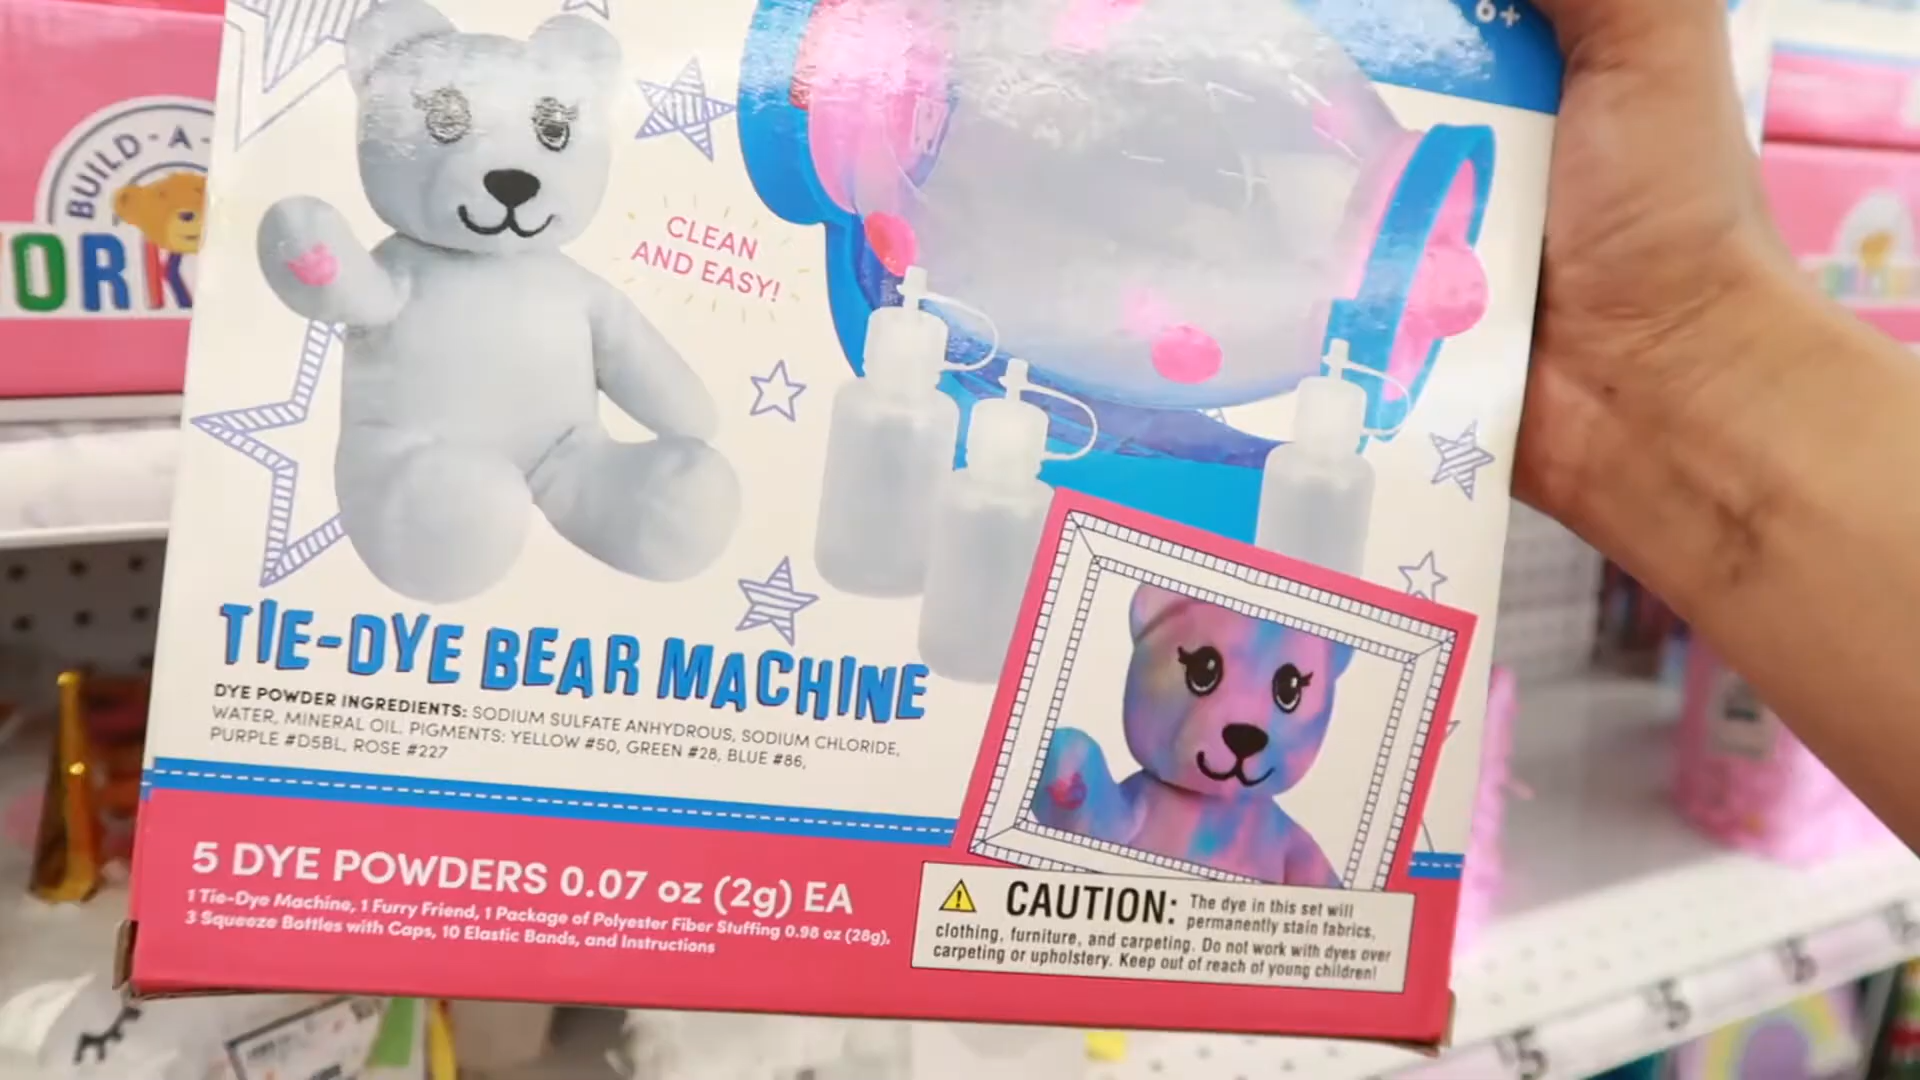 6+
BUILD-A-
ORK
CLEAN
AND EASY!
TIE-DYE BEAR MACHINE
DYE POWDER INGREDIENTS: SODIUM SULFATE ANHYDROUS, SODIUM CHLORIDE,
WATER, MINERAL OIL. PIGMENTS: YELLOW #50, GREEN #28, BLUE #86,
PURPLE #D5BL, ROSE #227
5 DYE POWDERS 0.07 oz (2g) EA
1 Tie-Dye Machine, 1 Furry Friend, 1 Package of Polyester Fiber Stuffing 0.98 oz (28g),
3 Squeeze Bottles with Caps, 10 Elastic Bands, and Instructions
CAUTION: The dye in this set will
permanently stain fabrics,
clothing, furniture, and carpeting. Do not work with dyes over
carpeting or upholstery. Keep out of reach of young children!
$5
$5
$5